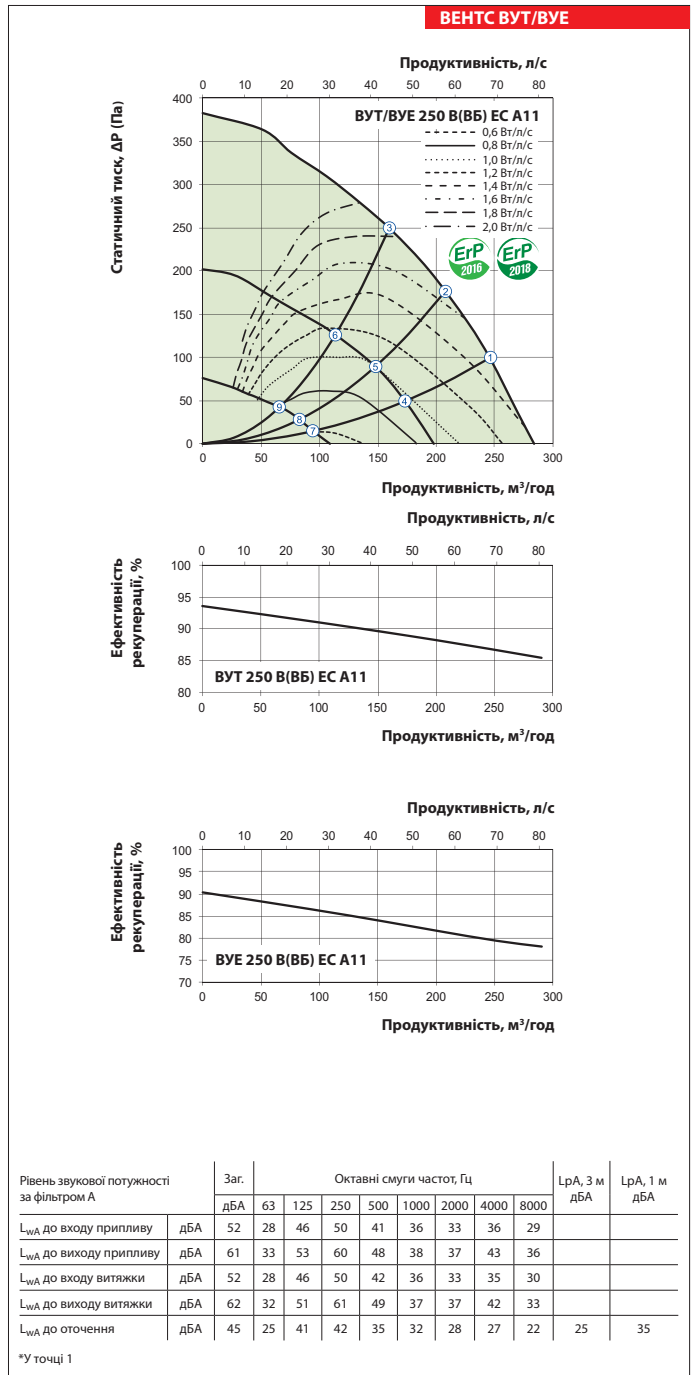 ВЕНТС ВУТ/ВУЕ
Продуктивність, л/с
0 10 20 30 40 50 60 70 80
Статичний тиск, ΔР (Па)
400
350
300
250
200
150
100
50
0
ВУТ/ВУЕ 250 В(ВБ) ЕС А11
0,6 Вт/л/с
0,8 Вт/л/с
1,0 Вт/л/с
1,2 Вт/л/с
1,4 Вт/л/с
1,6 Вт/л/с
1,8 Вт/л/с
2,0 Вт/л/с
ErP 2016
ErP 2018
3
2
6
1
5
4
9
8
7
0 50 100 150 200 250 300
Продуктивність, м³/год
Продуктивність, л/с
0 10 20 30 40 50 60 70 80
Ефективність
рекуперації, %
100
95
90
85
80
ВУТ 250 В(ВБ) ЕС А11
0 50 100 150 200 250 300
Продуктивність, м³/год
Продуктивність, л/с
0 10 20 30 40 50 60 70 80
Ефективність
рекуперації, %
100
95
90
85
80
75
70
ВУЕ 250 В(ВБ) ЕС А11
0 50 100 150 200 250 300
Продуктивність, м³/год
Рівень звукової потужності за фільтром А Заг. Октавні смуги частот, Гц LpA, 3 м дБА LpA, 1 м дБА
дБА 63 125 250 500 1000 2000 4000 8000
LwA до входу припливу дБА 52 28 46 50 41 36 33 36 29
LwA до виходу припливу дБА 61 33 53 60 48 38 37 43 36
LwA до входу витяжки дБА 52 28 46 50 42 36 33 35 30
LwA до виходу витяжки дБА 62 32 51 61 49 37 37 42 33
LwA до оточення дБА 45 25 41 42 35 32 28 27 22 25 35
*У точці 1